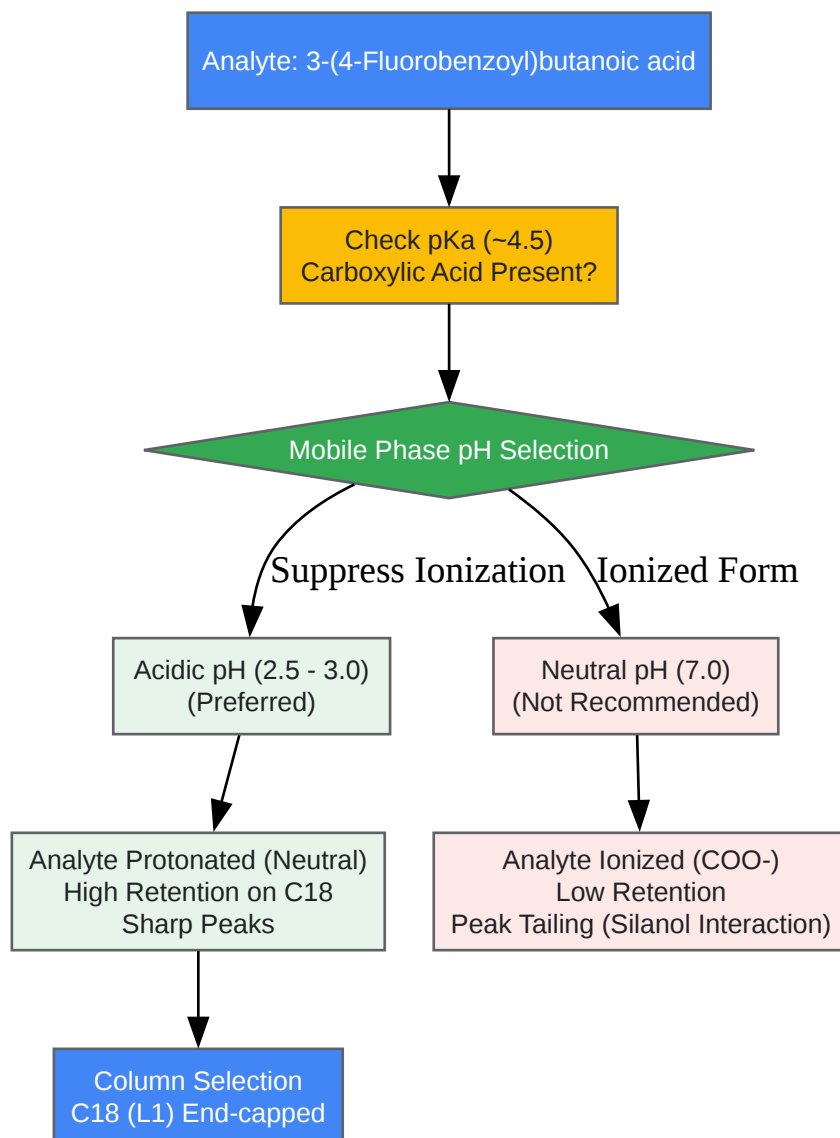 Analyte: 3-(4-Fluorobenzoyl)butanoic acid
Check pKa (~4.5)
Carboxylic Acid Present?
Mobile Phase pH Selection
Suppress Ionization
Ionized Form
Acidic pH (2.5 - 3.0)
(Preferred)
Neutral pH (7.0)
(Not Recommended)
Analyte Protonated (Neutral)
High Retention on C18
Sharp Peaks
Analyte Ionized (COO-)
Low Retention
Peak Tailing (Silanol Interaction)
Column Selection
C18 (L1) End-capped